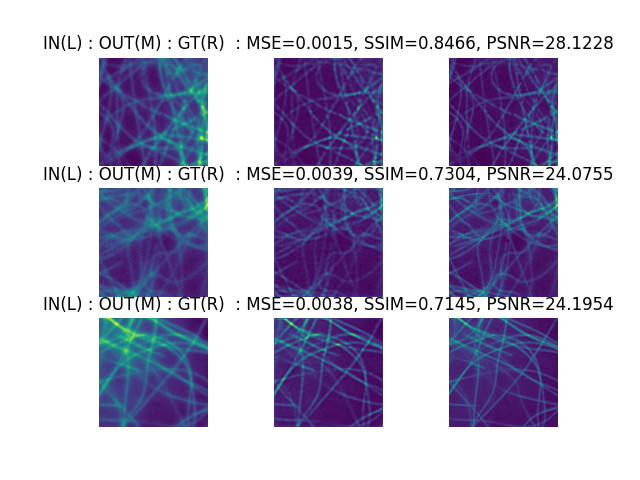 IN(L) : OUT(M) : GT(R)  : MSE=0.0015, SSIM=0.8466, PSNR=28.1228
IN(L) : OUT(M) : GT(R)  : MSE=0.0039, SSIM=0.7304, PSNR=24.0755
IN(L) : OUT(M) : GT(R)  : MSE=0.0038, SSIM=0.7145, PSNR=24.1954